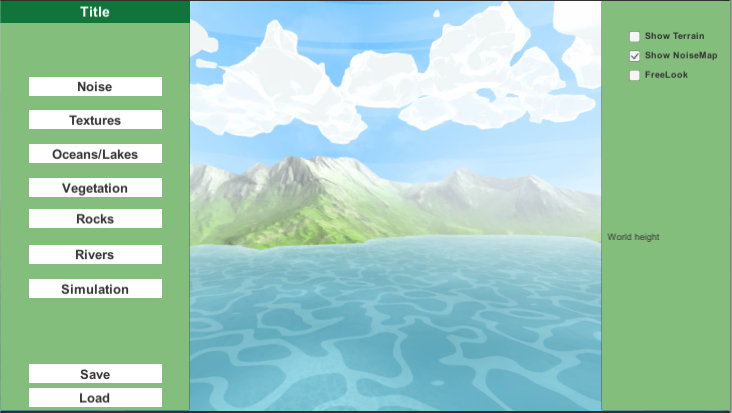 Title
Noise
Textures
Oceans/Lakes
Vegetation
Rocks
Rivers
Simulation
Save
Load
Show Terrain
Show NoiseMap
FreeLook
World height